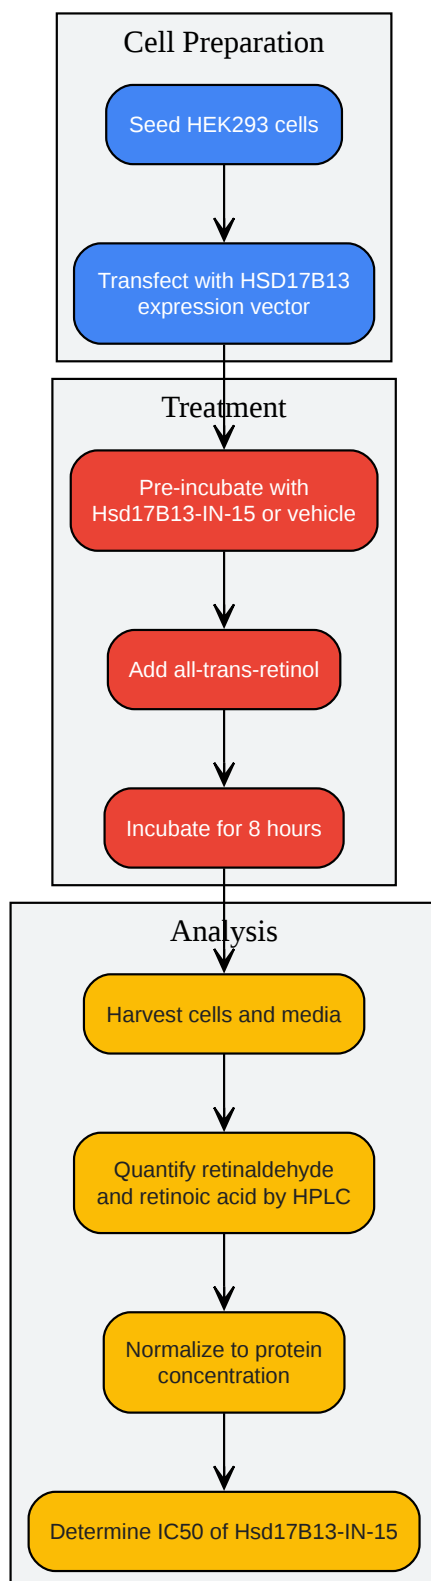 Cell Preparation
Seed HEK293 cells
Transfect with HSD17B13
expression vector
Treatment
Pre-incubate with
Hsd17B13-IN-15 or vehicle
Add all-trans-retinol
Incubate for 8 hours
Analysis
Harvest cells and media
Quantify retinaldehyde
and retinoic acid by HPLC
Normalize to protein
concentration
Determine IC50 of Hsd17B13-IN-15